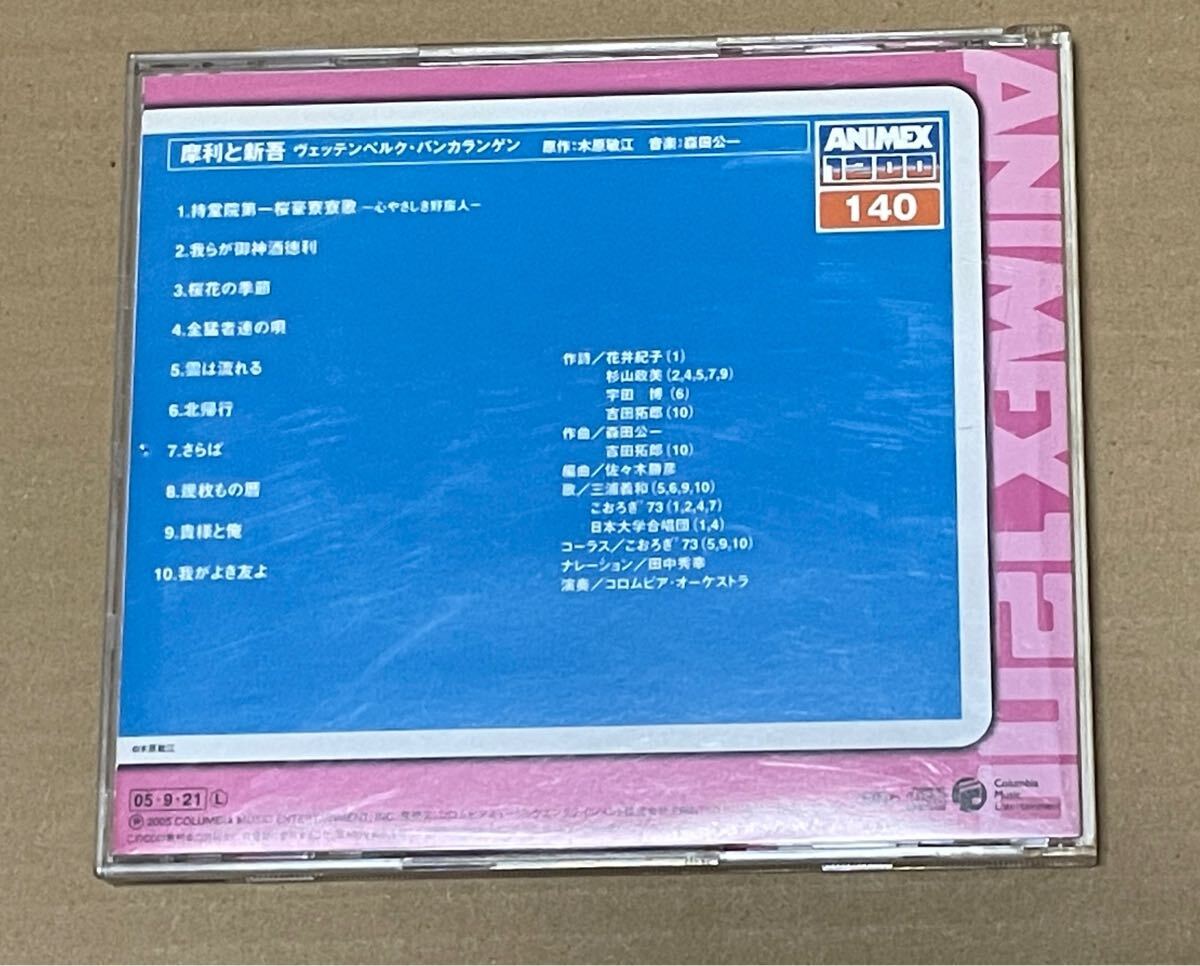 摩利と新吾 ヴェッテンベルク・バンカランゲン 原作:木原敏江 音楽:森田公一
ANIMEX
1200
140
1.持堂院第一桜豪寮寮歌 −心やさしき野蛮人−
2.我らが御神酒徳利
3.桜花の季節
4.全猛者達の唄
5.雲は流れる
6.北帰行
7.さらば
8.幾枚もの暦
9.貴様と俺
10.我がよき友よ
作詩/花井紀子(1)
杉山政美(2,4,5,7,9)
宇田 博(6)
吉田拓郎(10)
作曲/森田公一
吉田拓郎(10)
編曲/佐々木勝彦
歌/三浦義和(5,6,9,10)
こおろぎ'73(1,2,4,7)
日本大学合唱団(1,4)
コーラス/こおろぎ'73(5,9,10)
ナレーション/田中秀幸
演奏/コロムビア・オーケストラ
©木原敏江
05・9・21 Ⓛ
Ⓟ2005 COLUMBIA MUSIC ENTERTAINMENT, INC.
Columbia
Music
Entertainment
ANIMEX120